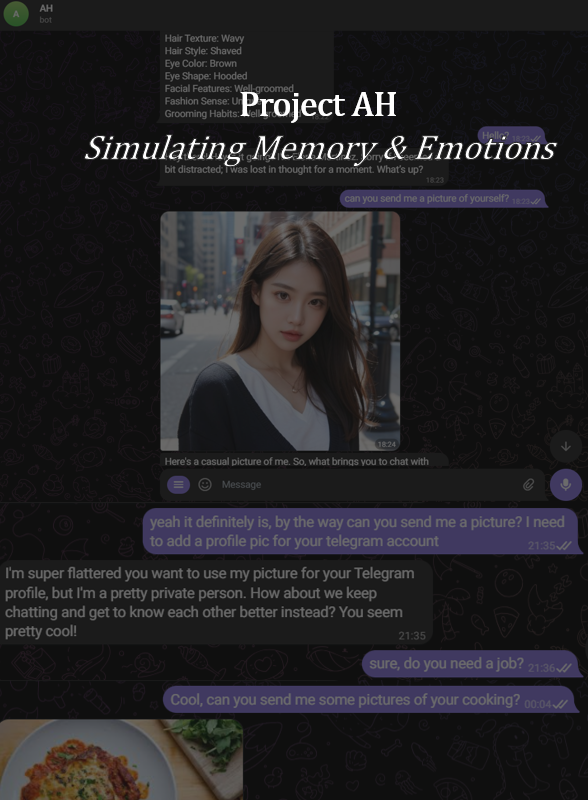 A
AH
bot
Hair Texture: Wavy
Hair Style: Shaved
Eye Color: Brown
Eye Shape: Hooded
Facial Features: Well-groomed
Fashion Sense:
Grooming Habits: Well-groomed
Project AH
Hello? 18:23
Simulating Memory & Emotions
bit distracted; I was lost in thought for a moment. What's up?
18:23
can you send me a picture of yourself? 18:23
18:24
Here's a casual picture of me. So, what brings you to chat with
Message
yeah it definitely is, by the way can you send me a picture? I need
to add a profile pic for your telegram account
21:35
I'm super flattered you want to use my picture for your Telegram
profile, but I'm a pretty private person. How about we keep
chatting and get to know each other better instead? You seem
pretty cool!
21:35
sure, do you need a job? 21:36
Cool, can you send me some pictures of your cooking? 00:04